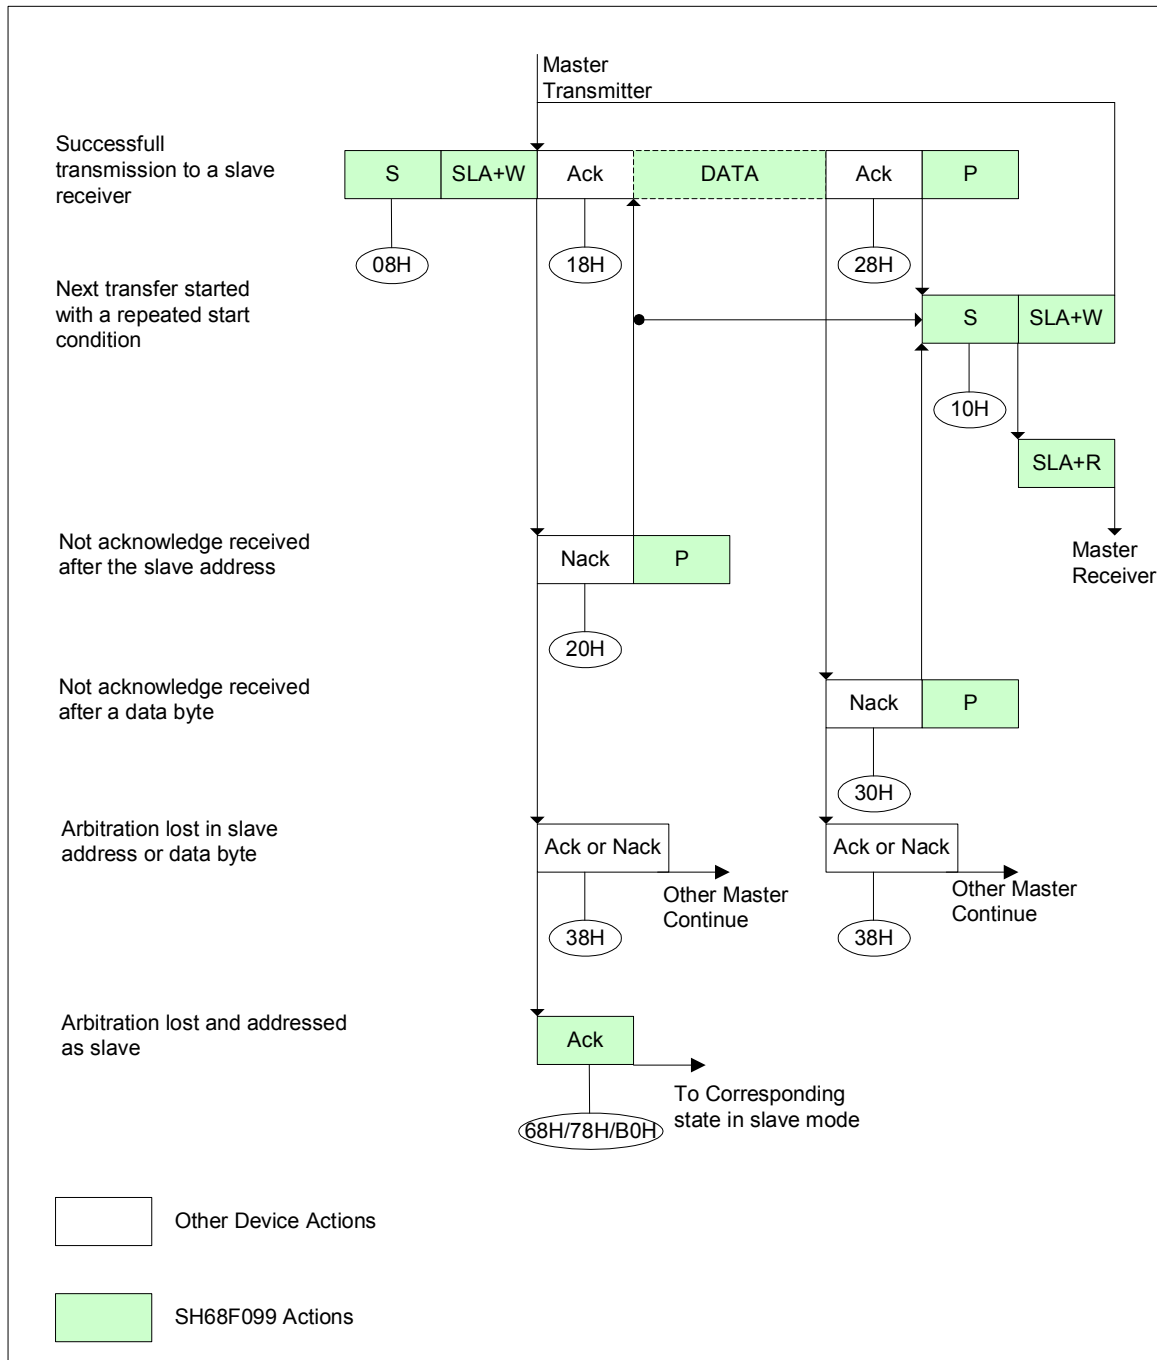 Master
Transmitter
Successfull
transmission to a slave
receiver
S SLA+W Ack DATA Ack P
08H 18H 28H
Next transfer started
with a repeated start
condition
S SLA+W
10H
SLA+R
Not acknowledge received
after the slave address
Nack P
Master
Receiver
20H
Not acknowledge received
after a data byte
Nack P
30H
Arbitration lost in slave
address or data byte
Ack or Nack Ack or Nack
Other Master
Continue
Other Master
Continue
38H 38H
Arbitration lost and addressed
as slave
Ack
To Corresponding
state in slave mode
68H/78H/B0H
Other Device Actions
SH68F099 Actions